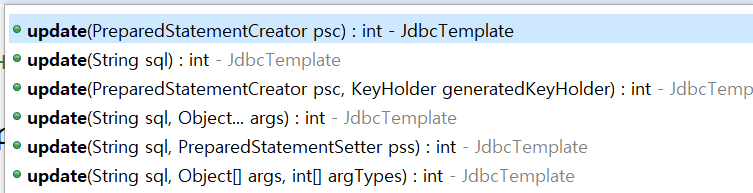 update(PreparedStatementCreator psc) : int - JdbcTemplate
update(String sql) : int - JdbcTemplate
update(PreparedStatementCreator psc, KeyHolder generatedKeyHolder) : int - JdbcTemp
update(String sql, Object... args) : int - JdbcTemplate
update(String sql, PreparedStatementSetter pss) : int - JdbcTemplate
update(String sql, Object[] args, int[] argTypes) : int - JdbcTemplate